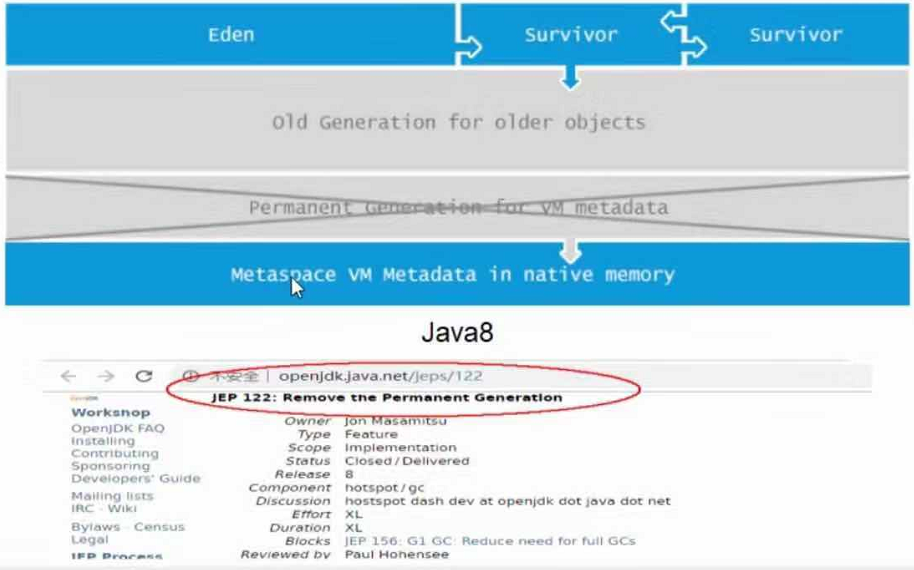 Eden Survivor Survivor
Old Generation for older objects
Permanent Generation for VM metadata
Metaspace VM Metadata in native memory
Java8
不安全 | openjdk.java.net/jeps/122
JEP 122: Remove the Permanent Generation
Workshop
OpenJDK FAQ
Installing
Contributing
Sponsoring
Developers' Guide
Mailing lists
IRC · Wiki
Bylaws · Census
Legal
JEP Process
Owner Jon Masamitsu
Type Feature
Scope Implementation
Status Closed / Delivered
Release 8
Component hotspot / gc
Discussion hostspot dash dev at openjdk dot java dot net
Effort XL
Duration XL
Blocks JEP 156: G1 GC: Reduce need for full GCs
Reviewed by Paul Hohensee